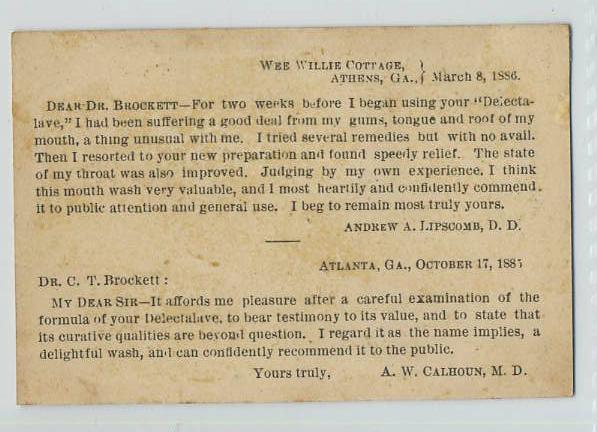 WEE WILLIE COTTAGE, }
ATHENS, GA., } March 8, 1886.
DEAR DR. BROCKETT—For two weeks before I began using your "Delecta-
lave," I had been suffering a good deal from my gums, tongue and roof of my
mouth, a thing unusual with me. I tried several remedies but with no avail.
Then I resorted to your new preparation and found speedy relief. The state
of my throat was also improved. Judging by my own experience, I think
this mouth wash very valuable, and I most heartily and confidently commend
it to public attention and general use. I beg to remain most truly yours.
ANDREW A. LIPSCOMB, D. D.
ATLANTA, GA., OCTOBER 17, 1885
DR. C. T. Brockett :
MY DEAR SIR—It affords me pleasure after a careful examination of the
formula of your Delectalave, to bear testimony to its value, and to state that
its curative qualities are beyond question. I regard it as the name implies, a
delightful wash, and can confidently recommend it to the public.
Yours truly, A. W. CALHOUN, M. D.